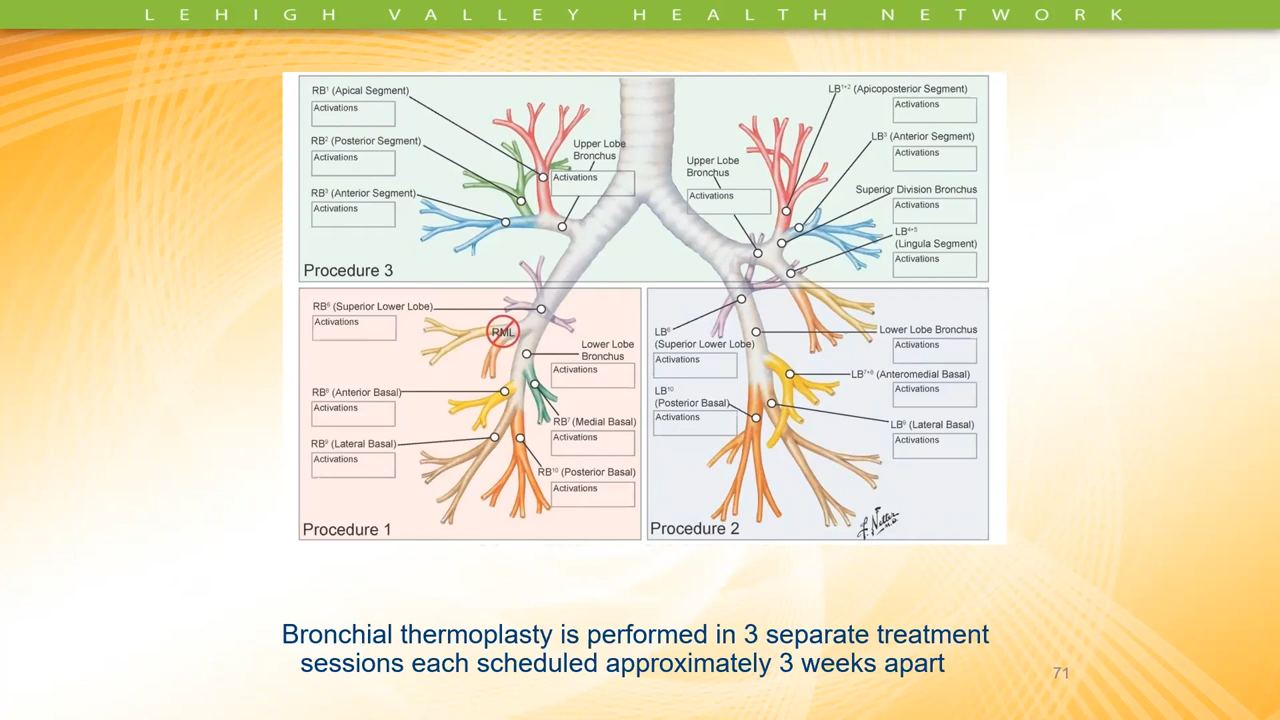 LEHIGH VALLEY HEALTH NETWORK
RB¹ (Apical Segment)
Activations
RB² (Posterior Segment)
Activations
RB³ (Anterior Segment)
Activations
Upper Lobe
Bronchus
Activations
Procedure 3
Upper Lobe
Bronchus
Activations
LB¹⁺² (Apicoposterior Segment)
Activations
LB³ (Anterior Segment)
Activations
Superior Division Bronchus
Activations
LB⁴⁺⁵
(Lingula Segment)
Activations
RB⁶ (Superior Lower Lobe)
Activations
RML
Lower Lobe
Bronchus
Activations
RB⁸ (Anterior Basal)
Activations
RB⁷ (Medial Basal)
Activations
RB⁹ (Lateral Basal)
Activations
RB¹⁰ (Posterior Basal)
Activations
Procedure 1
LB⁶
(Superior Lower Lobe)
Activations
LB¹⁰
(Posterior Basal)
Activations
Lower Lobe Bronchus
Activations
LB⁷⁺⁸ (Anteromedial Basal)
Activations
LB⁹ (Lateral Basal)
Activations
Procedure 2
F. Netter
M.D.
Bronchial thermoplasty is performed in 3 separate treatment
sessions each scheduled approximately 3 weeks apart
71